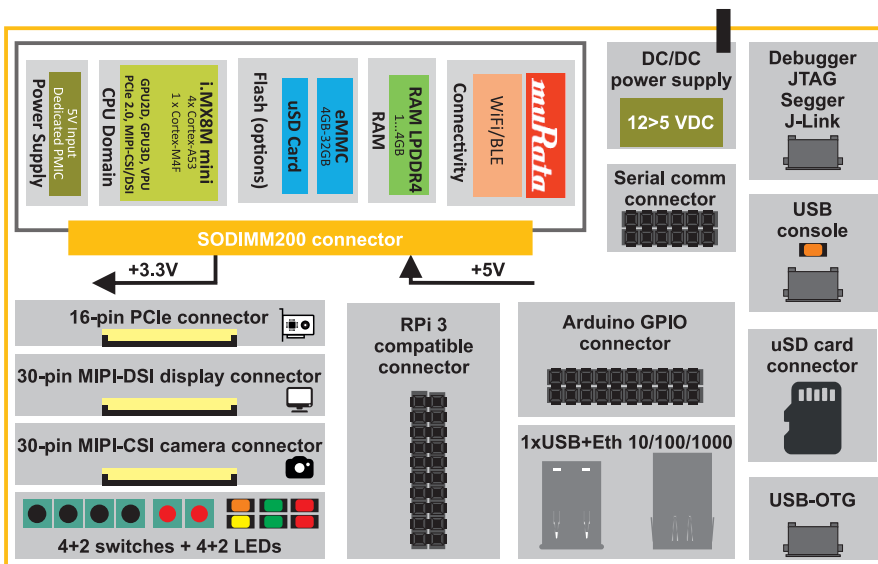 Power Supply
5V Input
Dedicated PMIC
CPU Domain
PCIe 2.0, MIPI-CSI/DSI
GPU2D, GPU3D, VPU
1 x Cortex-M4F
4x Cortex-A53
i.MX8M mini
Flash (options)
uSD Card
4GB-32GB
eMMC
RAM
1...4GB
RAM LPDDR4
Connectivity
WiFi/BLE
muRata
SODIMM200 connector
+3.3V
+5V
DC/DC
power supply
12>5 VDC
Serial comm
connector
Debugger
JTAG
Segger
J-Link
USB
console
16-pin PCIe connector
30-pin MIPI-DSI display connector
30-pin MIPI-CSI camera connector
4+2 switches + 4+2 LEDs
RPi 3
compatible
connector
Arduino GPIO
connector
1xUSB+Eth 10/100/1000
uSD card
connector
USB-OTG